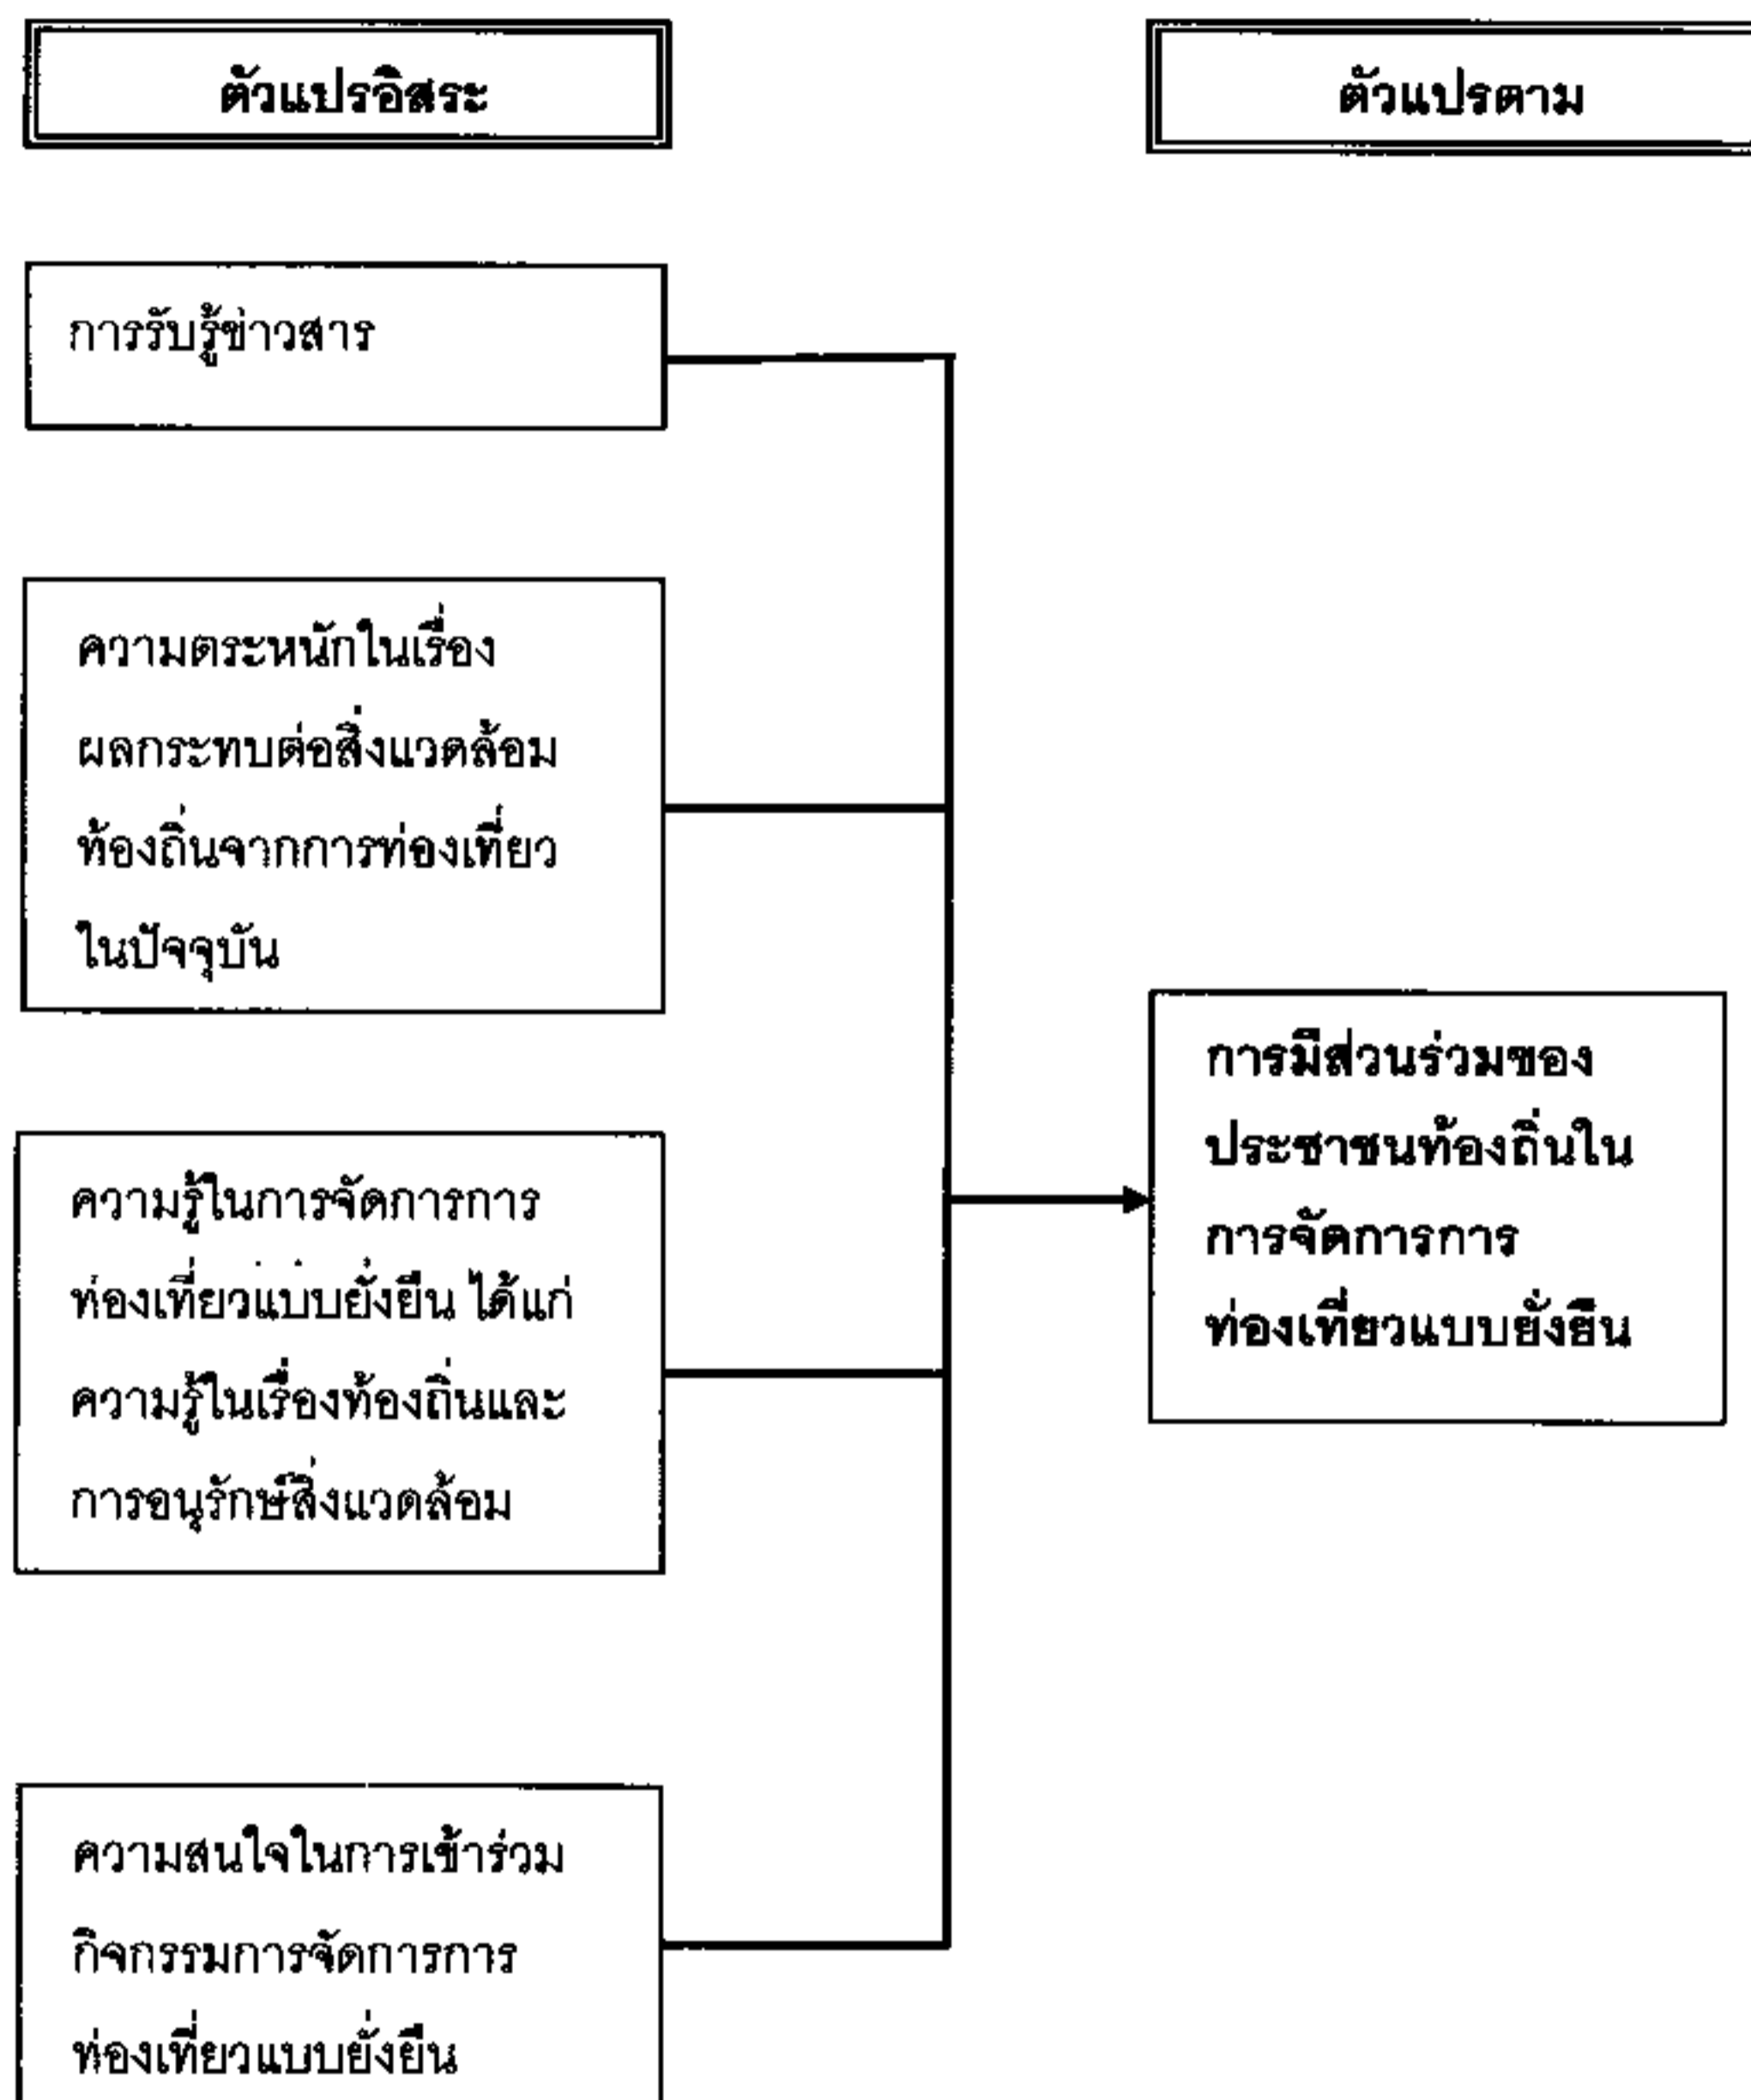 ตัวแปรอิสระ
ตัวแปรตาม
การรับรู้ข่าวสาร
ความตระหนักในเรื่อง
ผลกระทบต่อสิ่งแวดล้อม
ท้องถิ่นจากการท่องเที่ยว
ในปัจจุบัน
ความรู้ในการจัดการการ
ท่องเที่ยวแบบยั่งยืน ได้แก่
ความรู้ในเรื่องท้องถิ่นและ
การอนุรักษ์สิ่งแวดล้อม
ความสนใจในการเข้าร่วม
กิจกรรมการจัดการการ
ท่องเที่ยวแบบยั่งยืน
การมีส่วนร่วมของ
ประชาชนท้องถิ่นใน
การจัดการการ
ท่องเที่ยวแบบยั่งยืน